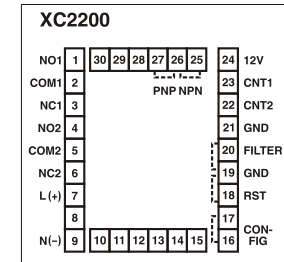 XC2200
NO1 1 30 29 28 27 26 25 24 12V
COM1 2 23 CNT1
PNP NPN
NC1 3 22 CNT2
NO2 4 21 GND
COM2 5 20 FILTER
NC2 6 19 GND
L (+) 7 18 RST
8 17
N(−) 9 10 11 12 13 14 15 16
CON-
FIG